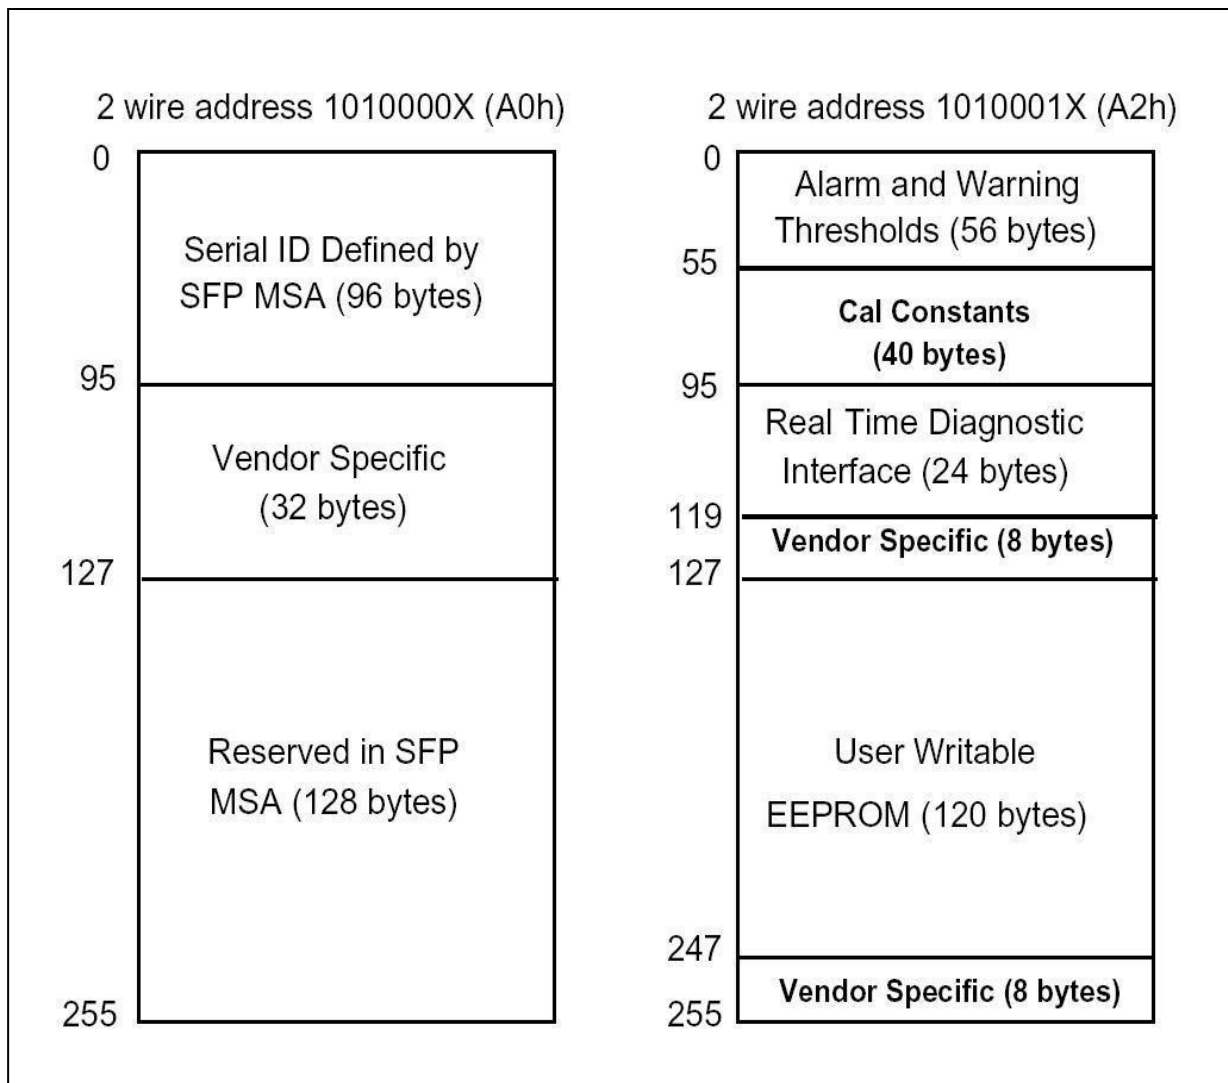 2 wire address 1010000X (A0h)
0
Serial ID Defined by
SFP MSA (96 bytes)
95
Vendor Specific
(32 bytes)
127
Reserved in SFP
MSA (128 bytes)
255
2 wire address 1010001X (A2h)
0
Alarm and Warning
Thresholds (56 bytes)
55
Cal Constants
(40 bytes)
95
Real Time Diagnostic
Interface (24 bytes)
119
Vendor Specific (8 bytes)
127
User Writable
EEPROM (120 bytes)
247
Vendor Specific (8 bytes)
255